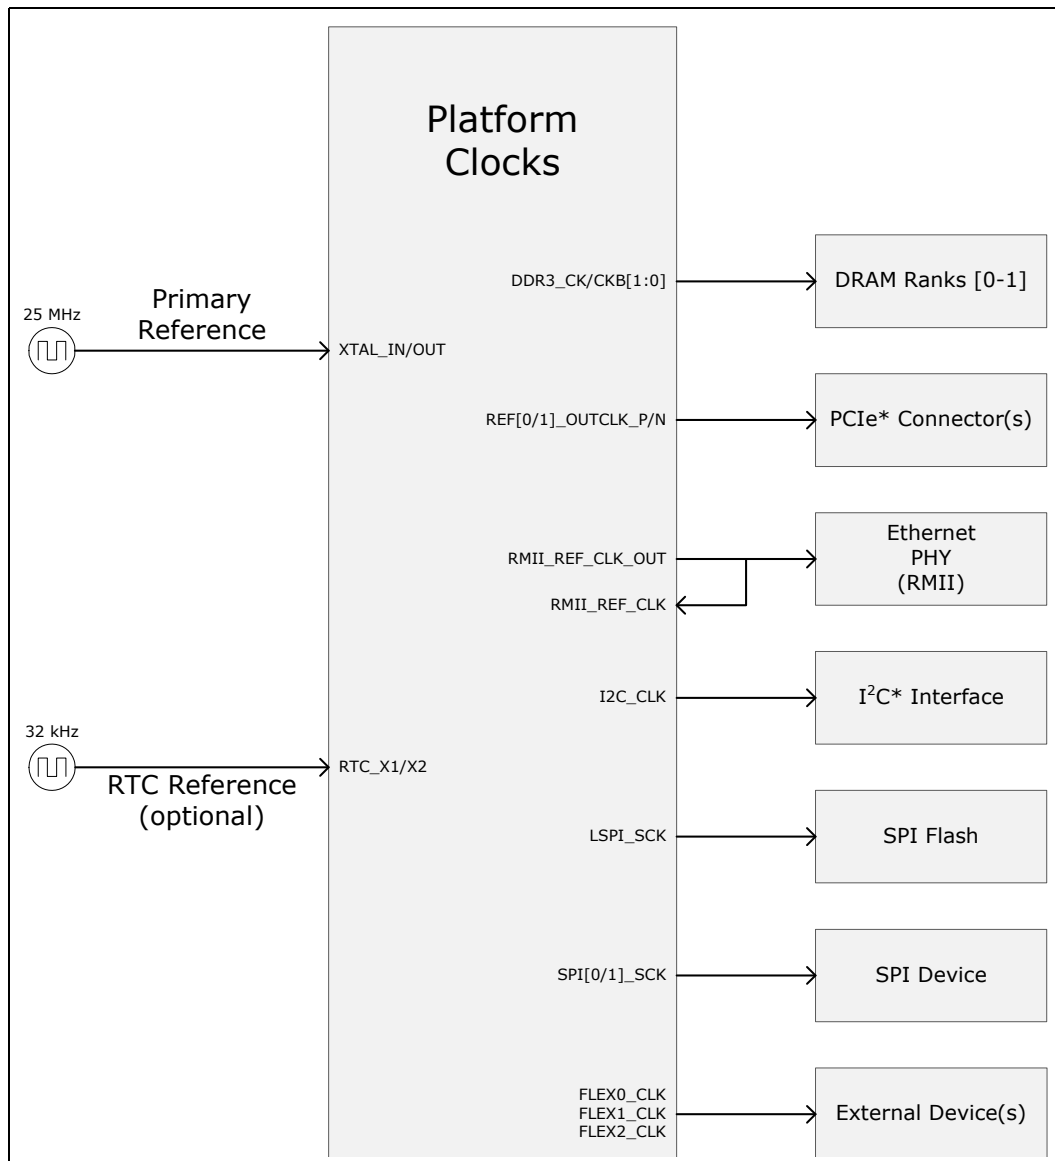 Platform
Clocks
25 MHz
Primary
Reference
XTAL_IN/OUT
32 kHz
RTC Reference
(optional)
RTC_X1/X2
DDR3_CK/CKB[1:0]
DRAM Ranks [0-1]
REF[0/1]_OUTCLK_P/N
PCIe* Connector(s)
RMII_REF_CLK_OUT
RMII_REF_CLK
Ethernet
PHY
(RMII)
I2C_CLK
I²C* Interface
LSPI_SCK
SPI Flash
SPI[0/1]_SCK
SPI Device
FLEX0_CLK
FLEX1_CLK
FLEX2_CLK
External Device(s)